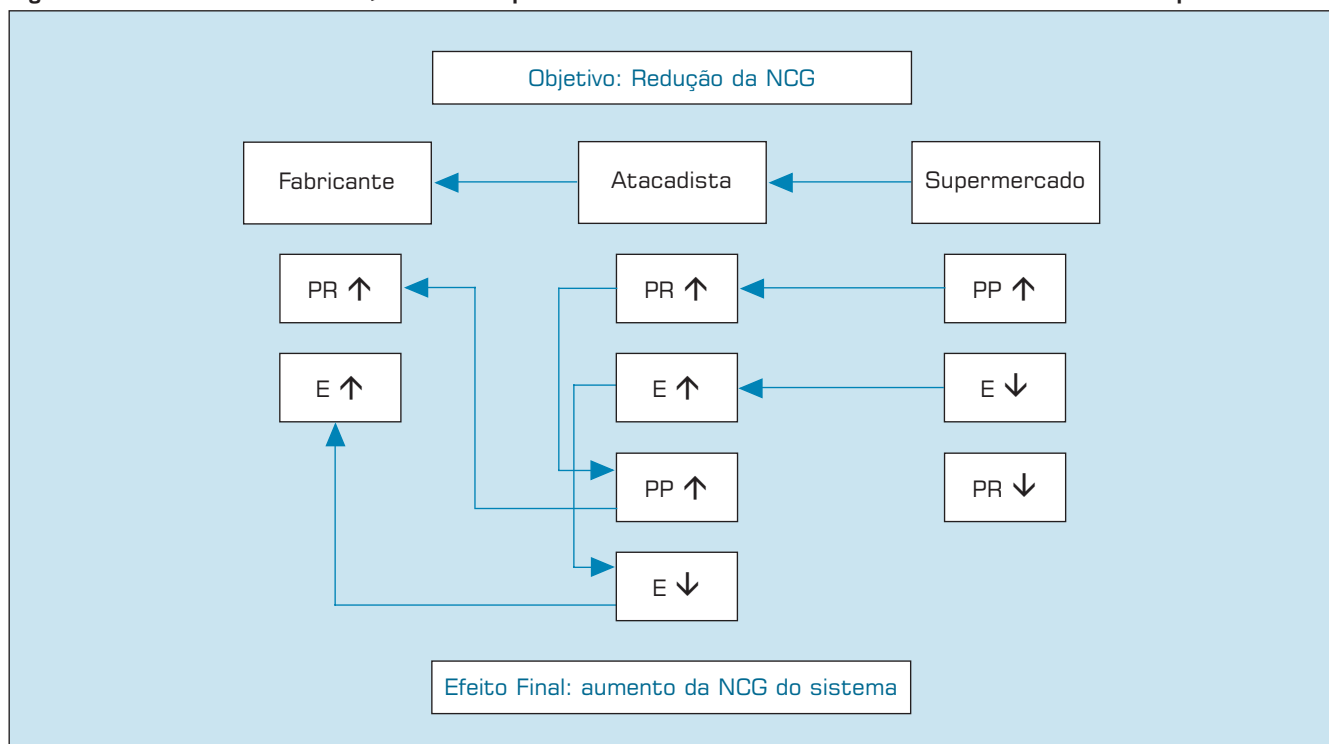 Objetivo: Redução da NCG
Fabricante
Atacadista
Supermercado
PR ↑
PR ↑
PP ↑
E ↑
E ↑
E ↓
PP ↑
PR ↓
E ↓
Efeito Final: aumento da NCG do sistema